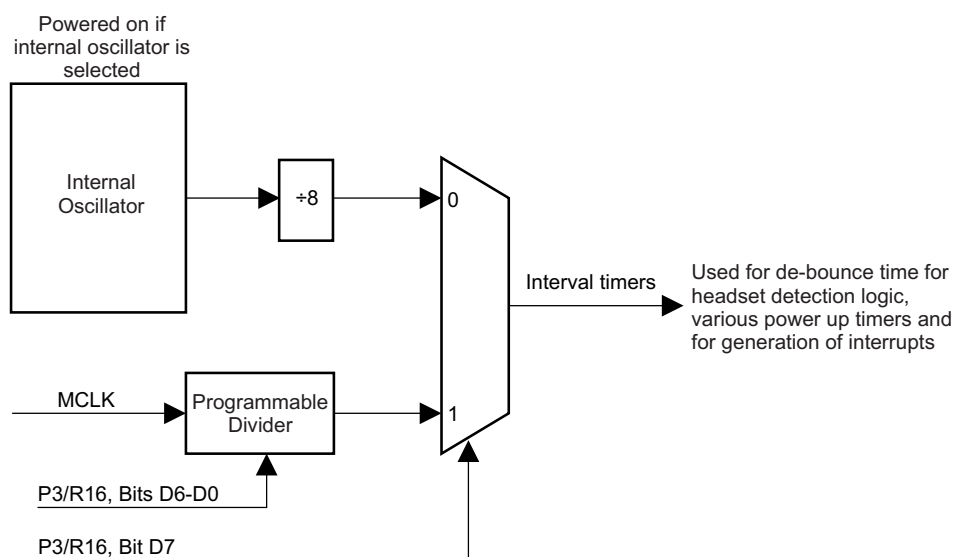 Powered on if
internal oscillator is
selected
Internal
Oscillator
÷8
0
Interval timers
Used for de-bounce time for
headset detection logic,
various power up timers and
for generation of interrupts
MCLK
Programmable
Divider
1
P3/R16, Bits D6-D0
P3/R16, Bit D7